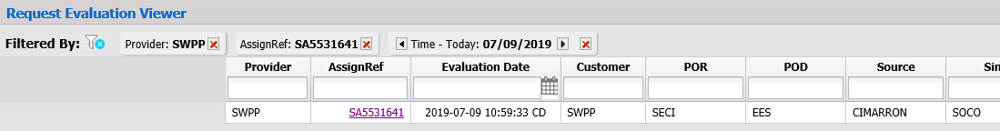 Request Evaluation Viewer
Filtered By: Provider: SWPP AssignRef: SA5531641 Time - Today: 07/09/2019
Provider AssignRef Evaluation Date Customer POR POD Source Sin
SWPP SA5531641 2019-07-09 10:59:33 CD SWPP SECI EES CIMARRON SOCO